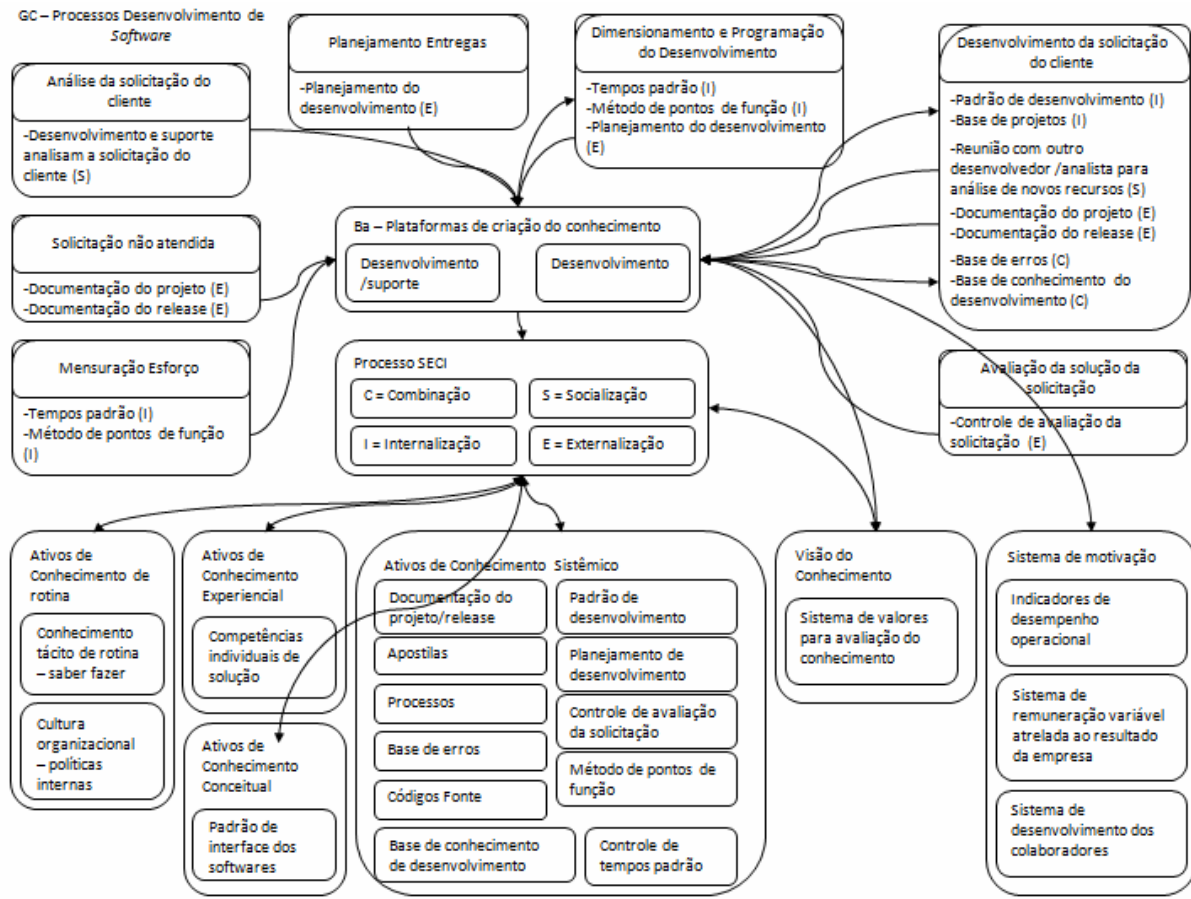 GC – Processos Desenvolvimento de
Software
Análise da solicitação do
cliente
-Desenvolvimento e suporte
analisam a solicitação do
cliente (S)
Planejamento Entregas
-Planejamento do
desenvolvimento (E)
Dimensionamento e Programação
do Desenvolvimento
-Tempos padrão (I)
-Método de pontos de função (I)
-Planejamento do desenvolvimento
(E)
Desenvolvimento da solicitação
do cliente
-Padrão de desenvolvimento (I)
-Base de projetos (I)
-Reunião com outro
desenvolvedor /analista para
análise de novos recursos (S)
-Documentação do projeto (E)
-Documentação do release (E)
-Base de erros (C)
-Base de conhecimento do
desenvolvimento (C)
Solicitação não atendida
-Documentação do projeto (E)
-Documentação do release (E)
Ba – Plataformas de criação do conhecimento
Desenvolvimento
/suporte
Desenvolvimento
Mensuração Esforço
-Tempos padrão (I)
-Método de pontos de função
(I)
Processo SECI
C = Combinação
S = Socialização
I = Internalização
E = Externalização
Avaliação da solução da
solicitação
-Controle de avaliação da
solicitação (E)
Ativos de
Conhecimento de
rotina
Conhecimento
tácito de rotina
– saber fazer
Cultura
organizacional
– políticas
internas
Ativos de
Conhecimento
Experiencial
Competências
individuais de
solução
Ativos de
Conhecimento
Conceitual
Padrão de
interface dos
softwares
Ativos de Conhecimento Sistêmico
Documentação do
projeto/release
Padrão de
desenvolvimento
Apostilas
Planejamento de
desenvolvimento
Processos
Controle de avaliação
da solicitação
Base de erros
Método de pontos de
função
Códigos Fonte
Base de conhecimento
de desenvolvimento
Controle de
tempos padrão
Visão do
Conhecimento
Sistema de valores
para avaliação do
conhecimento
Sistema de motivação
Indicadores de
desempenho
operacional
Sistema de
remuneração variável
atrelada ao resultado
da empresa
Sistema de
desenvolvimento dos
colaboradores